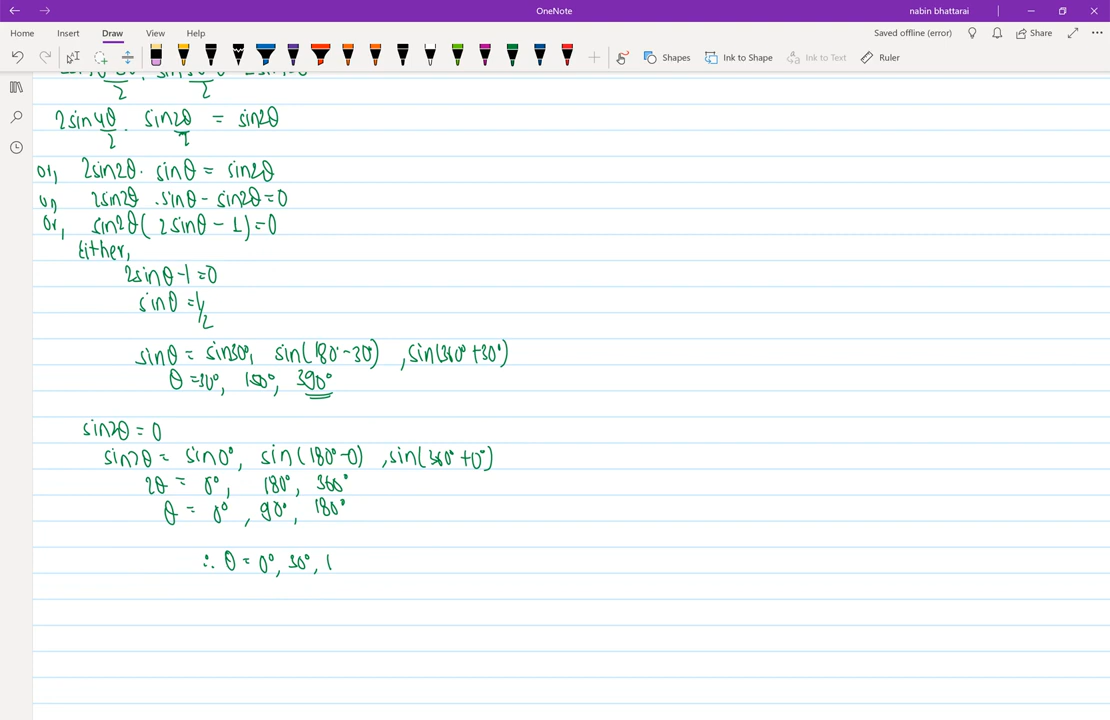 OneNote
nabin bhattarai
Home Insert Draw View Help
Saved offline (error)
Share
Shapes
Ink to Shape
Ink to Text
Ruler
2sin4θ/2 . sin2θ/2 = sin2θ
or, 2sin2θ . sinθ = sin2θ
or, 2sin2θ . sinθ - sin2θ = 0
or, sin2θ( 2sinθ - 1) = 0
Either,
2sinθ - 1 = 0
sinθ = 1/2
sinθ = sin30°, sin(180° - 30°) , sin(360° + 30°)
θ = 30°, 150°, 390°
sin2θ = 0
sin2θ = sin0°, sin(180° - 0) , sin(360° + 0°)
2θ = 0°, 180°, 360°
θ = 0° , 90°, 180°
∴ θ = 0°, 30°, 1